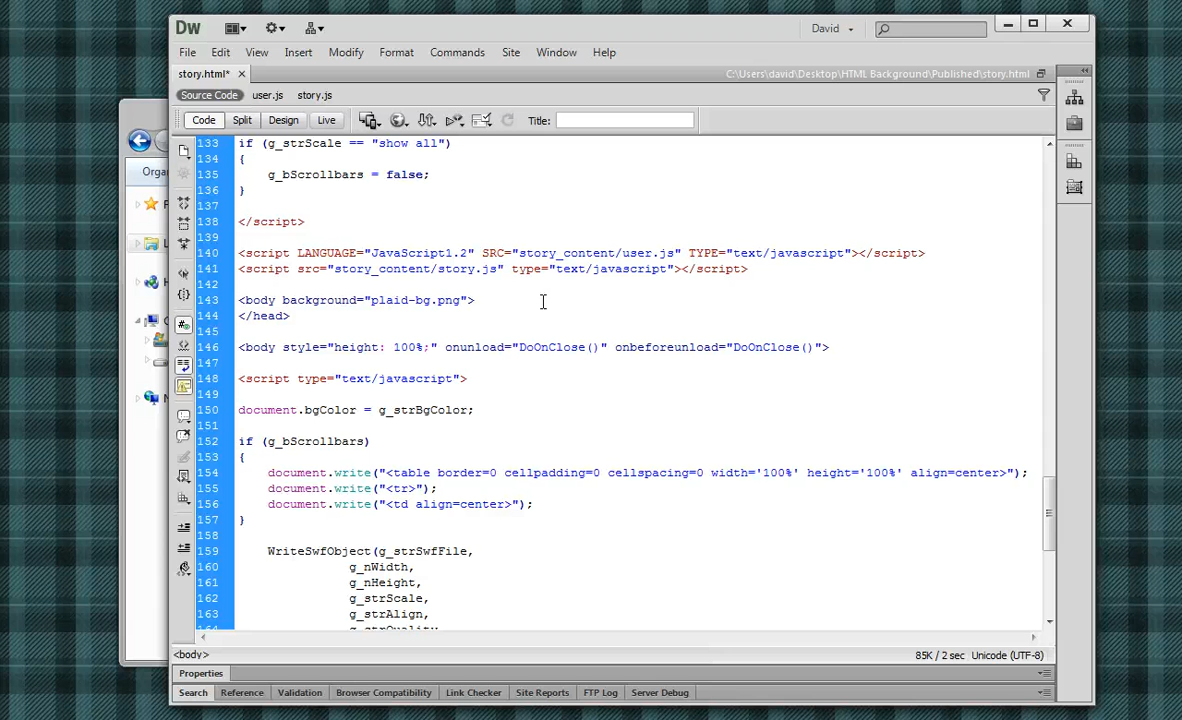 Dw
David
File Edit View Insert Modify Format Commands Site Window Help
story.html*
C:\Users\david\Desktop\HTML Background\Published\story.html
Source Code user.js story.js
Code Split Design Live Title:
133 if (g_strScale == "show all")
134 {
135 g_bScrollbars = false;
136 }
137
138 </script>
139
140 <script LANGUAGE="JavaScript1.2" SRC="story_content/user.js" TYPE="text/javascript"></script>
141 <script src="story_content/story.js" type="text/javascript"></script>
142
143 <body background="plaid-bg.png">
144 </head>
145
146 <body style="height: 100%;" onunload="DoOnClose()" onbeforeunload="DoOnClose()">
147
148 <script type="text/javascript">
149
150 document.bgColor = g_strBgColor;
151
152 if (g_bScrollbars)
153 {
154 document.write("<table border=0 cellpadding=0 cellspacing=0 width='100%' height='100%' align=center>");
155 document.write("<tr>");
156 document.write("<td align=center>");
157 }
158
159 WriteSwfObject(g_strSwfFile,
160 g_nWidth,
161 g_nHeight,
162 g_strScale,
163 g_strAlign,
164 g_strQuality,
<body>
85K / 2 sec Unicode (UTF-8)
Properties
Search Reference Validation Browser Compatibility Link Checker Site Reports FTP Log Server Debug